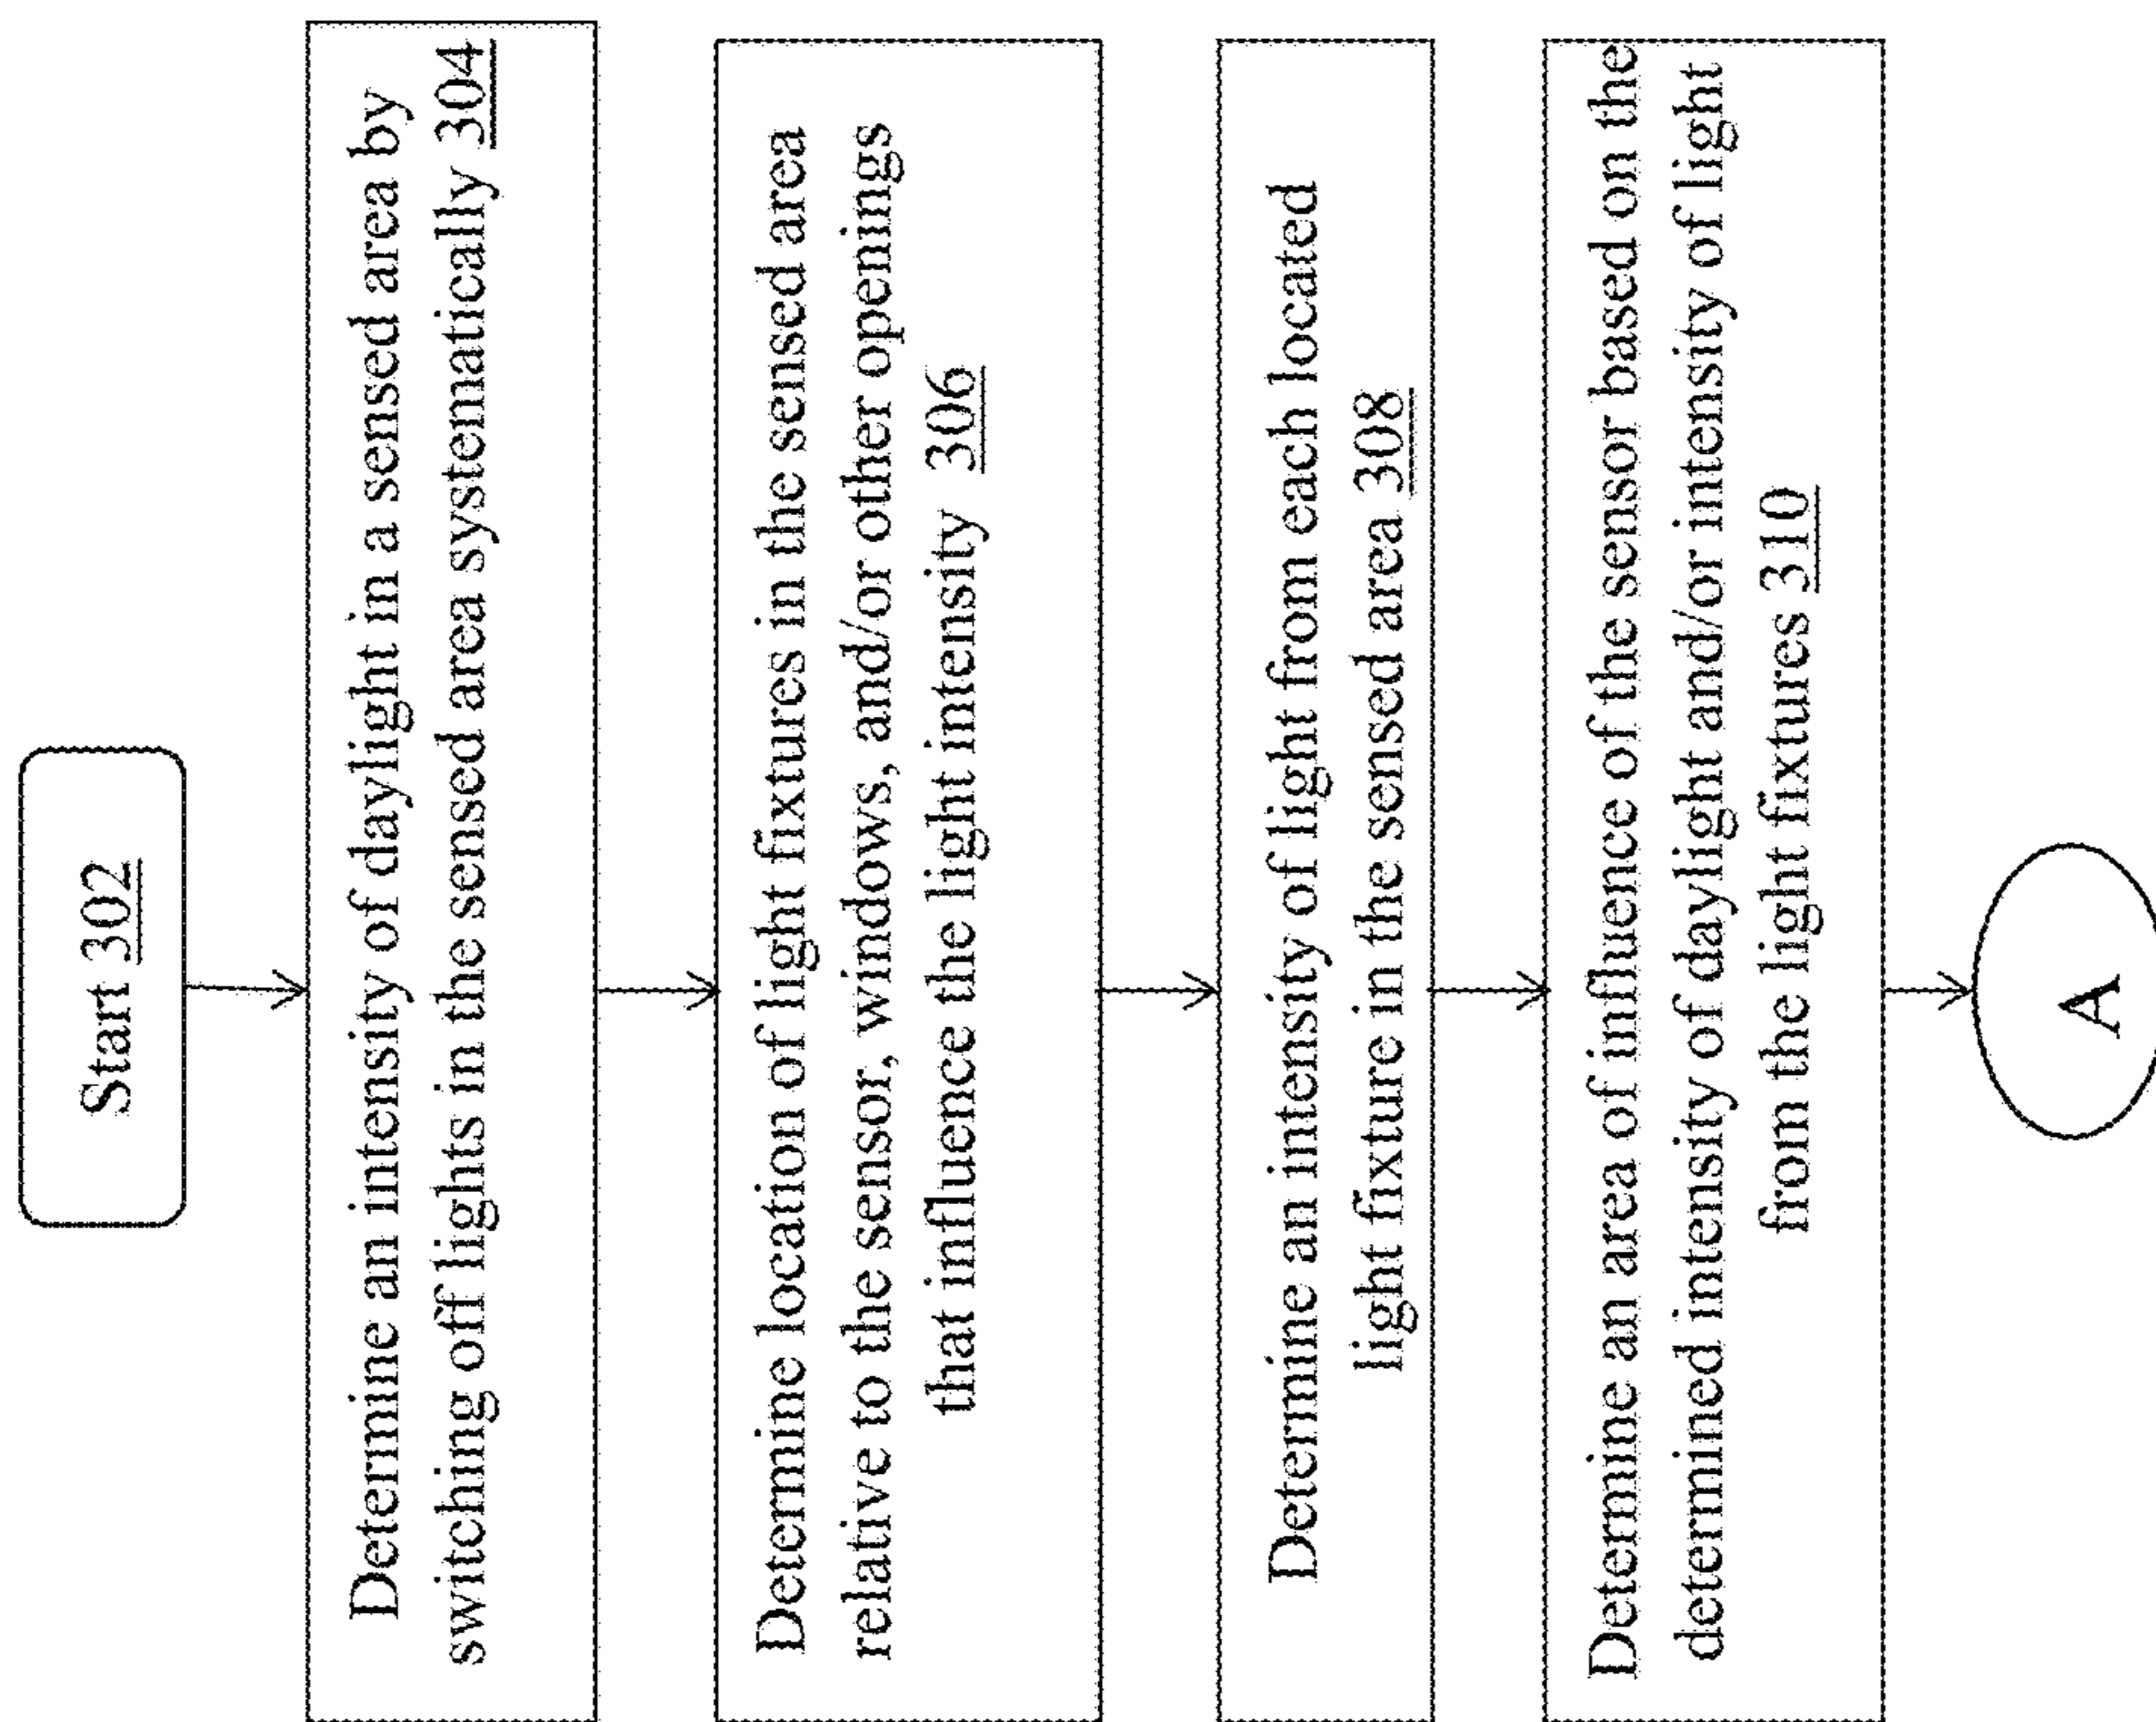 Start 302
Determine an intensity of daylight in a sensed area by
switching off lights in the sensed area systematically 304
Determine location of light fixtures in the sensed area
relative to the sensor, windows, and/or other openings
that influence the light intensity 306
Determine an intensity of light from each located
light fixture in the sensed area 308
Determine an area of influence of the sensor based on the
determined intensity of daylight and/or intensity of light
from the light fixtures 310
A